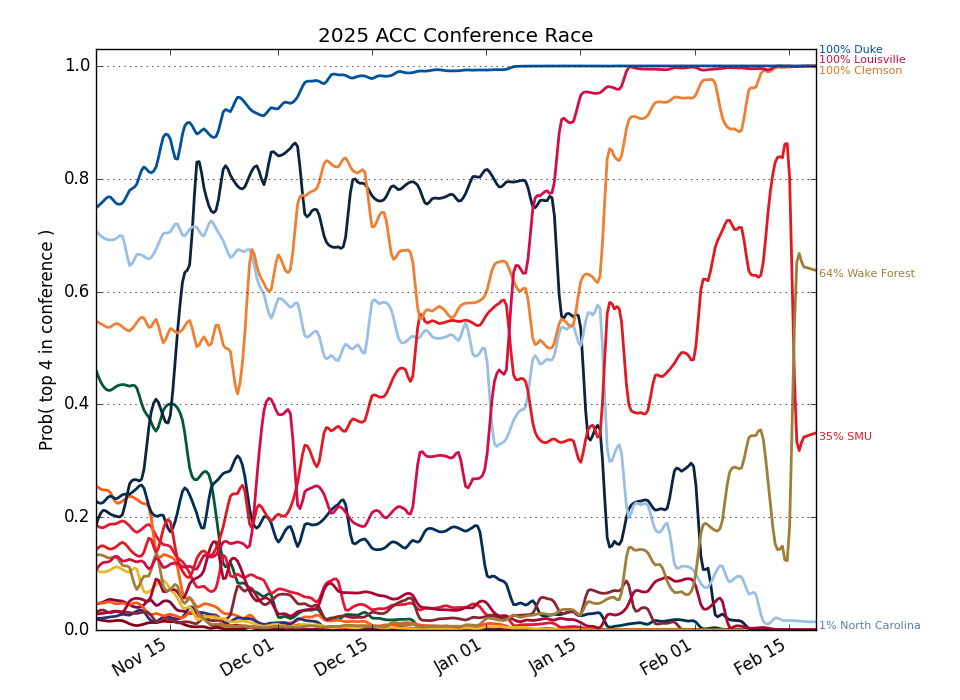 2025 ACC Conference Race
Prob( top 4 in conference )
1.0
0.8
0.6
0.4
0.2
0.0
Nov 15
Dec 01
Dec 15
Jan 01
Jan 15
Feb 01
Feb 15
100% Duke
100% Louisville
100% Clemson
64% Wake Forest
35% SMU
1% North Carolina